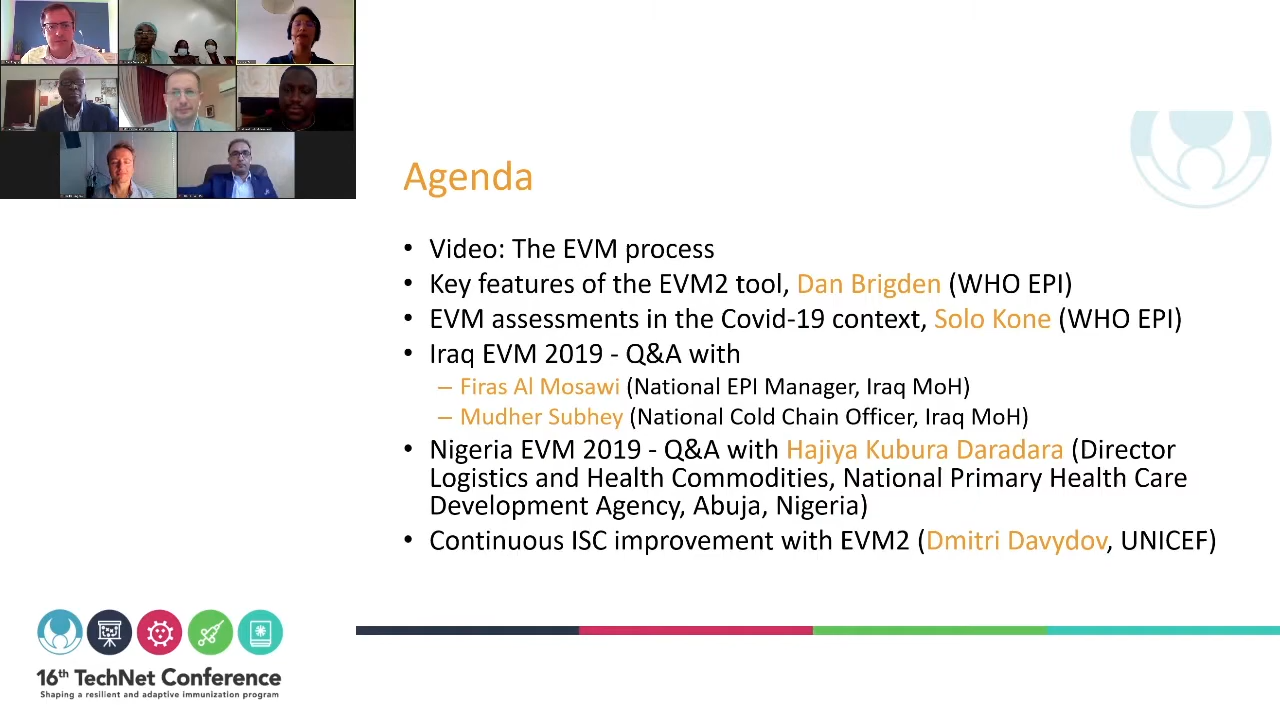 Agenda
• Video: The EVM process
• Key features of the EVM2 tool, Dan Brigden (WHO EPI)
• EVM assessments in the Covid-19 context, Solo Kone (WHO EPI)
• Iraq EVM 2019 - Q&A with
– Firas Al Mosawi (National EPI Manager, Iraq MoH)
– Mudher Subhey (National Cold Chain Officer, Iraq MoH)
• Nigeria EVM 2019 - Q&A with Hajiya Kubura Daradara (Director
Logistics and Health Commodities, National Primary Health Care
Development Agency, Abuja, Nigeria)
• Continuous ISC improvement with EVM2 (Dmitri Davydov, UNICEF)
16th TechNet Conference
Shaping a resilient and adaptive immunization program